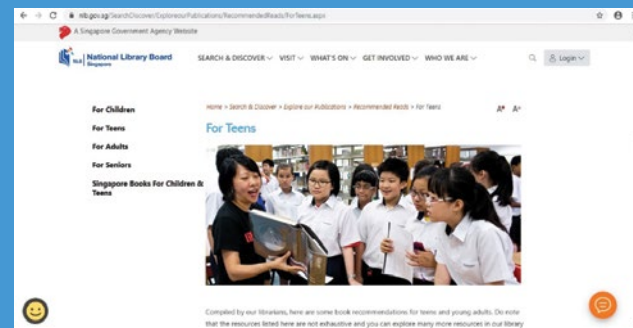 nlb.gov.sg/SearchDiscover/ExploreourPublications/RecommendedReads/ForTeens.aspx
A Singapore Government Agency Website
NLB National Library Board
Singapore
SEARCH & DISCOVER VISIT WHAT'S ON GET INVOLVED WHO WE ARE
Login
Home > Search & Discover > Explore our Publications > Recommended Reads > For Teens
A+ A-
For Children
For Teens
For Adults
For Seniors
Singapore Books For Children &
Teens
For Teens
Compiled by our librarians, here are some book recommendations for teens and young adults. Do note
that the resources listed here are not exhaustive and you can explore many more resources in our library